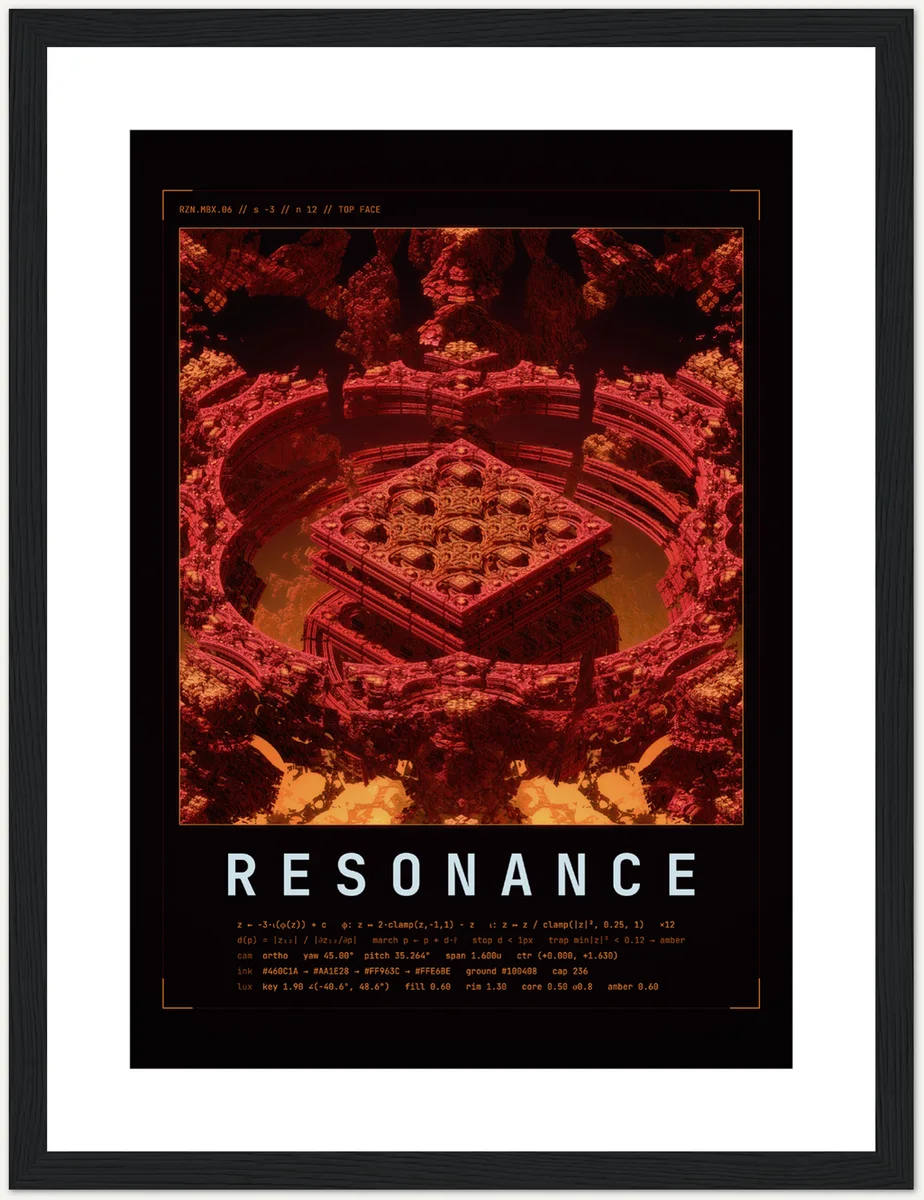 RZN.MBX.06 // s -3 // n 12 // TOP FACE
RESONANCE
z ← -3·ι(φ(z)) + c φ: z ↦ 2·clamp(z,-1,1) - z ι: z ↦ z / clamp(|z|², 0.25, 1) ×12
d(p) = |z₁₂| / |∂z₁₂/∂p| march p ← p + d·r̂ stop d < 1px trap min|z|² < 0.12 → amber
cam ortho yaw 45.00° pitch 35.264° span 1.600u ctr (+0.000, +1.630)
ink #460C1A → #AA1E28 → #FF963C → #FFE6BE ground #100408 cap 236
lux key 1.90 ∠(-40.6°, 48.6°) fill 0.60 rim 1.30 core 0.50 σ0.8 amber 0.60